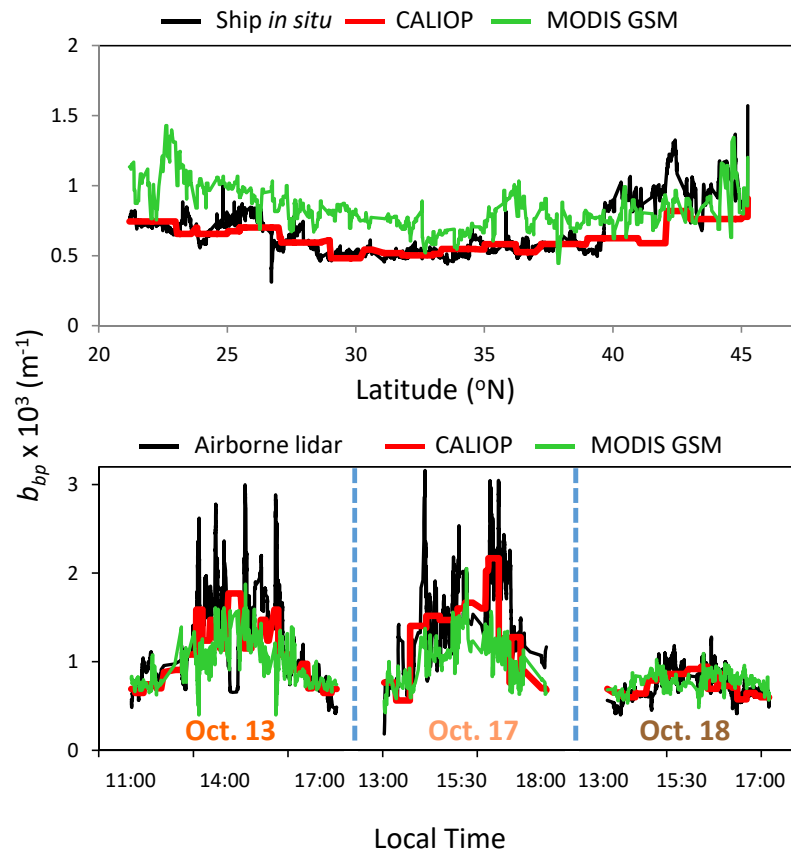 Ship in situ CALIOP MODIS GSM
2
1.5
1
0.5
0
20 25 30 35 40 45
Latitude (oN)
b_bp x 10³ (m⁻¹)
Airborne lidar CALIOP MODIS GSM
3
2
1
0
Oct. 13 Oct. 17 Oct. 18
11:00 14:00 17:00 13:00 15:30 18:00 13:00 15:30 17:00
Local Time